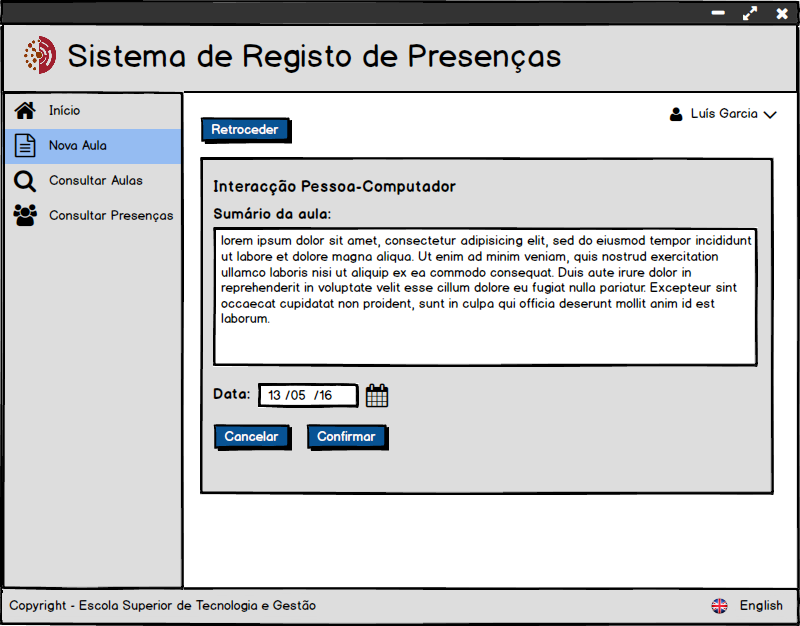 Sistema de Registo de Presenças
Início
Nova Aula
Consultar Aulas
Consultar Presenças
Luís Garcia
Retroceder
Interacção Pessoa-Computador
Sumário da aula:
lorem ipsum dolor sit amet, consectetur adipisicing elit, sed do eiusmod tempor incididunt
ut labore et dolore magna aliqua. Ut enim ad minim veniam, quis nostrud exercitation
ullamco laboris nisi ut aliquip ex ea commodo consequat. Duis aute irure dolor in
reprehenderit in voluptate velit esse cillum dolore eu fugiat nulla pariatur. Excepteur sint
occaecat cupidatat non proident, sunt in culpa qui officia deserunt mollit anim id est
laborum.
Data: 13 /05 /16
Cancelar Confirmar
Copyright - Escola Superior de Tecnologia e Gestão
English